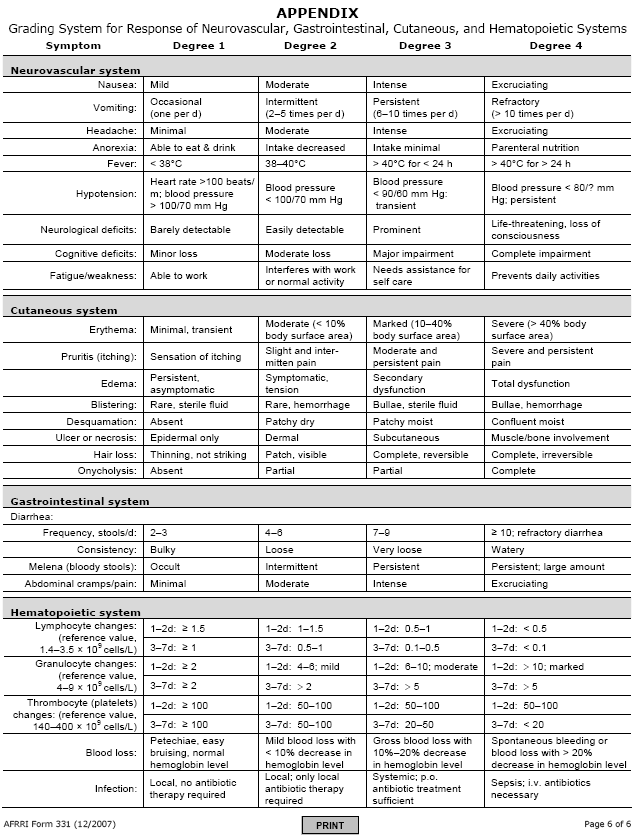 APPENDIX
Grading System for Response of Neurovascular, Gastrointestinal, Cutaneous, and Hematopoietic Systems
Symptom Degree 1 Degree 2 Degree 3 Degree 4
Neurovascular system
Nausea: Mild Moderate Intense Excruciating
Vomiting: Occasional (one per d) Intermittent (2–5 times per d) Persistent (6–10 times per d) Refractory (> 10 times per d)
Headache: Minimal Moderate Intense Excruciating
Anorexia: Able to eat & drink Intake decreased Intake minimal Parenteral nutrition
Fever: < 38°C 38–40°C > 40°C for < 24 h > 40°C for > 24 h
Hypotension: Heart rate >100 beats/m; blood pressure > 100/70 mm Hg Blood pressure < 100/70 mm Hg Blood pressure < 90/60 mm Hg: transient Blood pressure < 80/? mm Hg; persistent
Neurological deficits: Barely detectable Easily detectable Prominent Life-threatening, loss of consciousness
Cognitive deficits: Minor loss Moderate loss Major impairment Complete impairment
Fatigue/weakness: Able to work Interferes with work or normal activity Needs assistance for self care Prevents daily activities
Cutaneous system
Erythema: Minimal, transient Moderate (< 10% body surface area) Marked (10–40% body surface area) Severe (> 40% body surface area)
Pruritis (itching): Sensation of itching Slight and inter-mitten pain Moderate and persistent pain Severe and persistent pain
Edema: Persistent, asymptomatic Symptomatic, tension Secondary dysfunction Total dysfunction
Blistering: Rare, sterile fluid Rare, hemorrhage Bullae, sterile fluid Bullae, hemorrhage
Desquamation: Absent Patchy dry Patchy moist Confluent moist
Ulcer or necrosis: Epidermal only Dermal Subcutaneous Muscle/bone involvement
Hair loss: Thinning, not striking Patch, visible Complete, reversible Complete, irreversible
Onycholysis: Absent Partial Partial Complete
Gastrointestinal system
Diarrhea:
Frequency, stools/d: 2–3 4–6 7–9 ≥ 10; refractory diarrhea
Consistency: Bulky Loose Very loose Watery
Melena (bloody stools): Occult Intermittent Persistent Persistent; large amount
Abdominal cramps/pain: Minimal Moderate Intense Excruciating
Hematopoietic system
Lymphocyte changes: (reference value, 1.4–3.5 × 10⁹ cells/L) 1–2d: ≥ 1.5 1–2d: 1–1.5 1–2d: 0.5–1 1–2d: < 0.5
3–7d: ≥ 1 3–7d: 0.5–1 3–7d: 0.1–0.5 3–7d: < 0.1
Granulocyte changes: (reference value, 4–9 × 10⁹ cells/L) 1–2d: ≥ 2 1–2d: 4–6; mild 1–2d: 6–10; moderate 1–2d: > 10; marked
3–7d: ≥ 2 3–7d: > 2 3–7d: > 5 3–7d: > 5
Thrombocyte (platelets) changes: (reference value, 140–400 × 10⁹ cells/L) 1–2d: ≥ 100 1–2d: 50–100 1–2d: 50–100 1–2d: 50–100
3–7d: ≥ 100 3–7d: 50–100 3–7d: 20–50 3–7d: < 20
Blood loss: Petechiae, easy bruising, normal hemoglobin level Mild blood loss with < 10% decrease in hemoglobin level Gross blood loss with 10%–20% decrease in hemoglobin level Spontaneous bleeding or blood loss with > 20% decrease in hemoglobin level
Infection: Local, no antibiotic therapy required Local; only local antibiotic therapy required Systemic; p.o. antibiotic treatment sufficient Sepsis; i.v. antibiotics necessary
AFRRI Form 331 (12/2007) PRINT Page 6 of 6